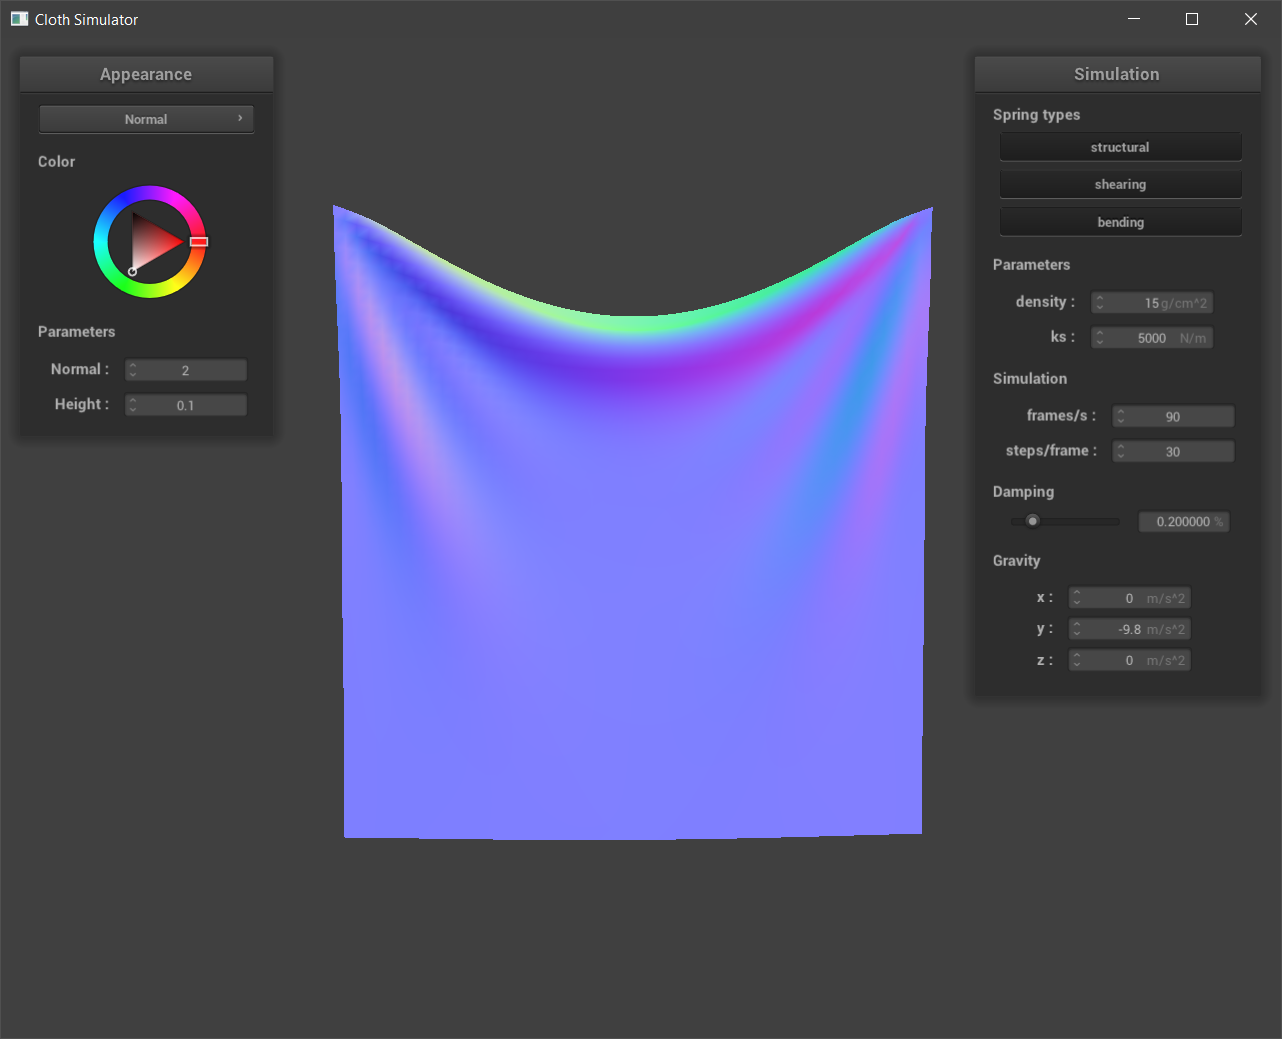 Cloth Simulator
Appearance
Normal
Color
Parameters
Normal : 2
Height : 0.1
Simulation
Spring types
structural
shearing
bending
Parameters
density : 15 g/cm^2
ks : 5000 N/m
Simulation
frames/s : 90
steps/frame : 30
Damping
0.200000 %
Gravity
x : 0 m/s^2
y : -9.8 m/s^2
z : 0 m/s^2